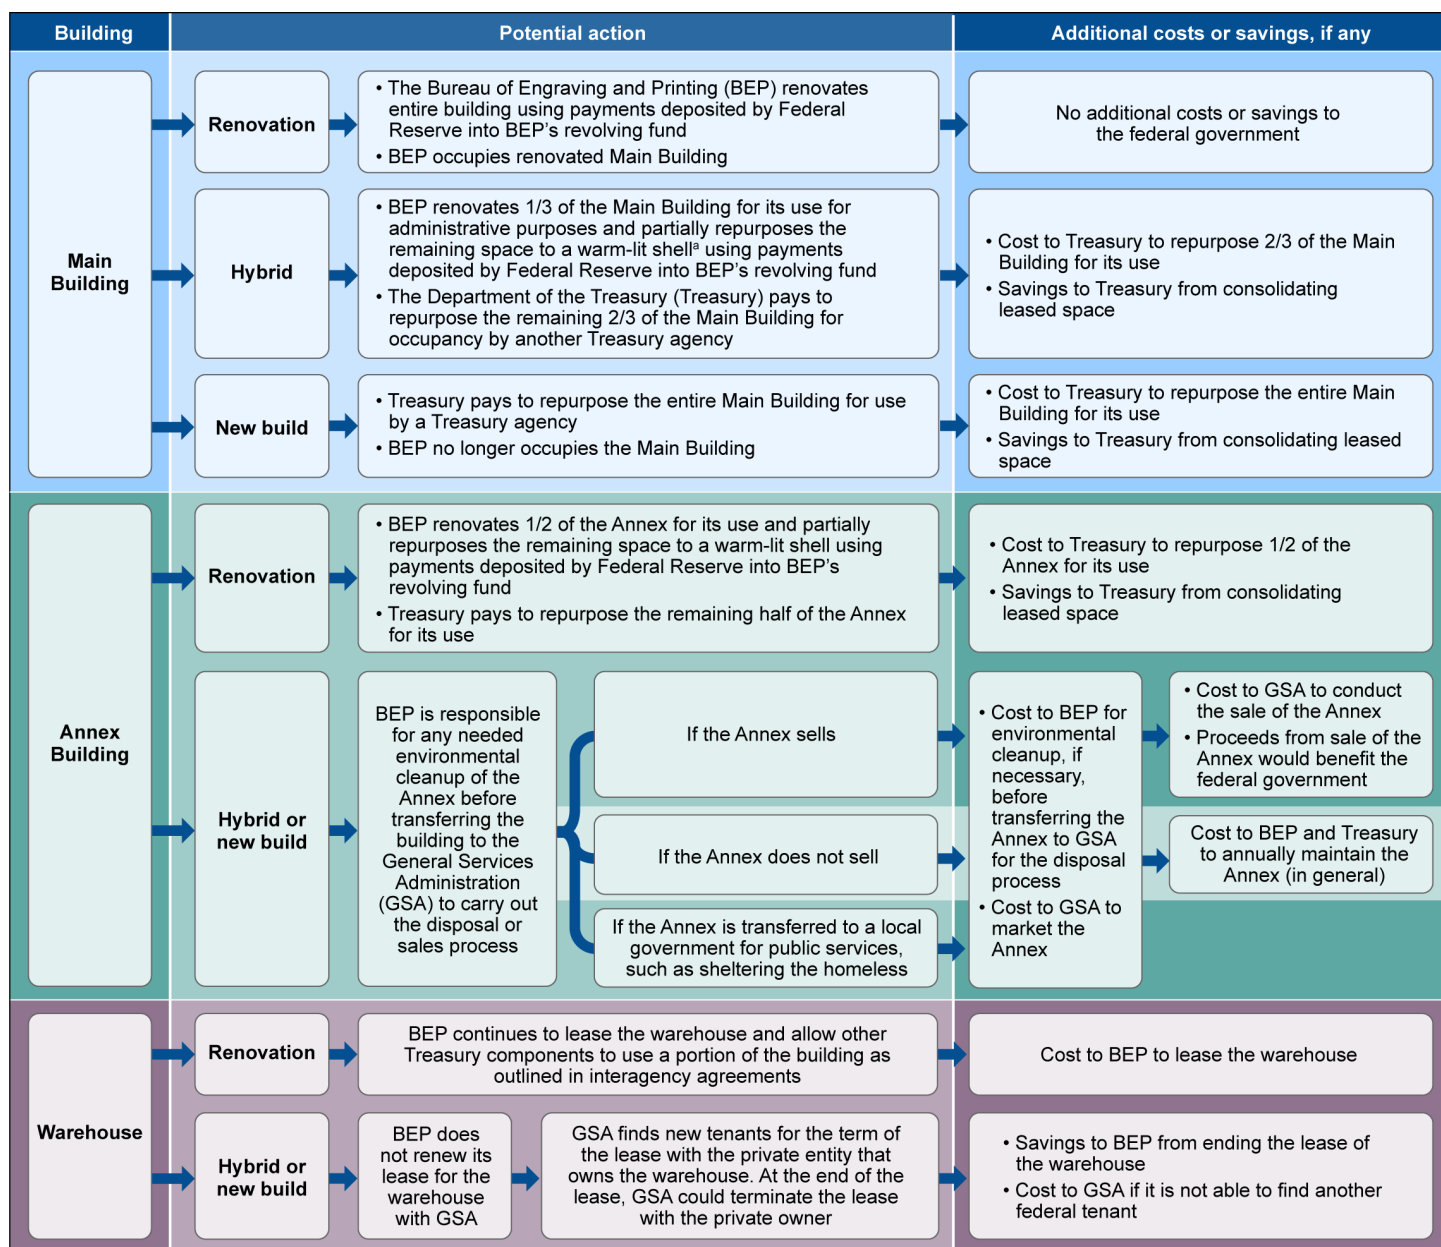 Building
Potential action
Additional costs or savings, if any
Main
Building
Renovation
• The Bureau of Engraving and Printing (BEP) renovates
entire building using payments deposited by Federal
Reserve into BEP’s revolving fund
• BEP occupies renovated Main Building
No additional costs or savings to
the federal government
Hybrid
• BEP renovates 1/3 of the Main Building for its use for
administrative purposes and partially repurposes the
remaining space to a warm-lit shellª using payments
deposited by Federal Reserve into BEP’s revolving fund
• The Department of the Treasury (Treasury) pays to
repurpose the remaining 2/3 of the Main Building for
occupancy by another Treasury agency
• Cost to Treasury to repurpose 2/3 of the Main
Building for its use
• Savings to Treasury from consolidating
leased space
New build
• Treasury pays to repurpose the entire Main Building for use
by a Treasury agency
• BEP no longer occupies the Main Building
• Cost to Treasury to repurpose the entire Main
Building for its use
• Savings to Treasury from consolidating leased
space
Annex
Building
Renovation
• BEP renovates 1/2 of the Annex for its use and partially
repurposes the remaining space to a warm-lit shell using
payments deposited by Federal Reserve into BEP’s
revolving fund
• Treasury pays to repurpose the remaining half of the Annex
for its use
• Cost to Treasury to repurpose 1/2 of the
Annex for its use
• Savings to Treasury from consolidating
leased space
Hybrid or
new build
BEP is responsible
for any needed
environmental
cleanup of the
Annex before
transferring the
building to the
General Services
Administration
(GSA) to carry out
the disposal or
sales process
If the Annex sells
If the Annex does not sell
If the Annex is transferred to a local
government for public services,
such as sheltering the homeless
• Cost to BEP for
environmental
cleanup, if
necessary,
before
transferring the
Annex to GSA
for the disposal
process
• Cost to GSA to
market the
Annex
• Cost to GSA to conduct
the sale of the Annex
• Proceeds from sale of the
Annex would benefit the
federal government
Cost to BEP and Treasury
to annually maintain the
Annex (in general)
Warehouse
Renovation
BEP continues to lease the warehouse and allow other
Treasury components to use a portion of the building as
outlined in interagency agreements
Cost to BEP to lease the warehouse
Hybrid or
new build
BEP does
not renew its
lease for the
warehouse
with GSA
GSA finds new tenants for the term of
the lease with the private entity that
owns the warehouse. At the end of the
lease, GSA could terminate the lease
with the private owner
• Savings to BEP from ending the lease of
the warehouse
• Cost to GSA if it is not able to find another
federal tenant